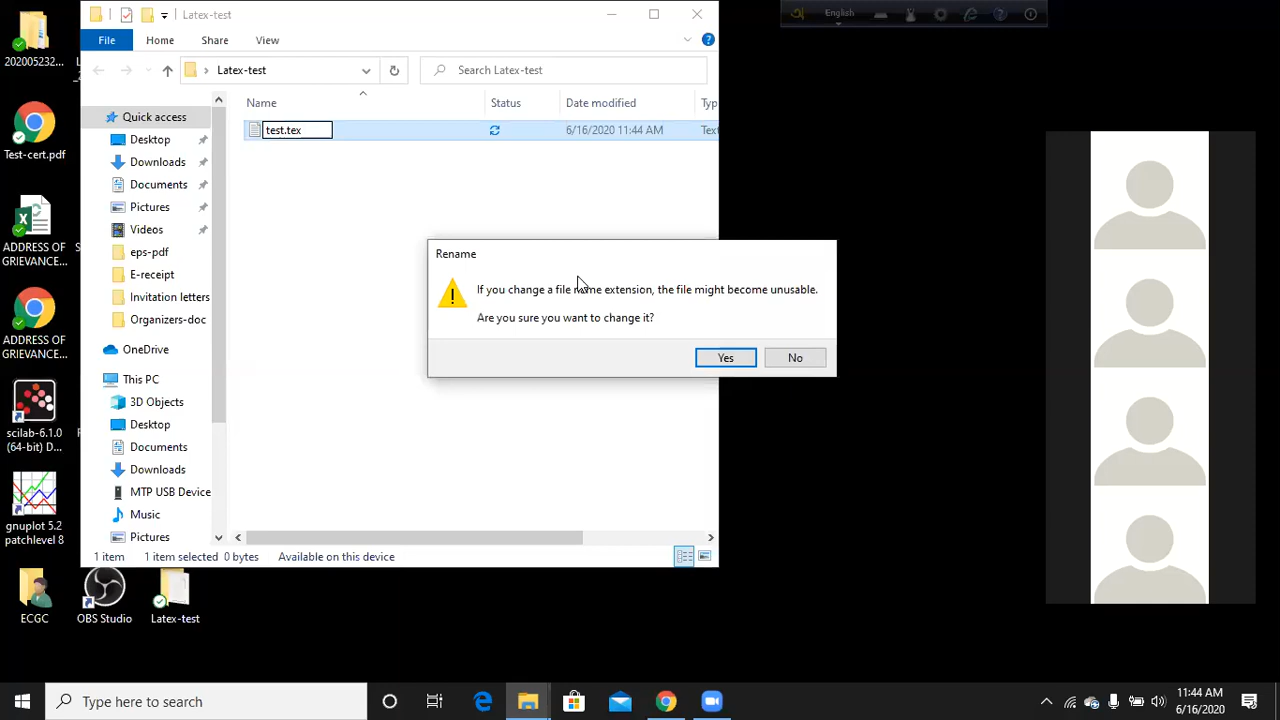 Latex-test
File
Home
Share
View
Latex-test
Search Latex-test
Name
Status
Date modified
Typ
test.tex
6/16/2020 11:44 AM
Text
Quick access
Desktop
Downloads
Documents
Pictures
Videos
eps-pdf
E-receipt
Invitation letters
Organizers-doc
OneDrive
This PC
3D Objects
Desktop
Documents
Downloads
MTP USB Device
Music
Pictures
1 item
1 item selected 0 bytes
Available on this device
Rename
If you change a file name extension, the file might become unusable.
Are you sure you want to change it?
Yes
No
English
202005232...
Test-cert.pdf
ADDRESS OF
GRIEVANCE...
ADDRESS OF
GRIEVANCE...
scilab-6.1.0
(64-bit) D...
gnuplot 5.2
patchlevel 8
ECGC
OBS Studio
Latex-test
Type here to search
11:44 AM
6/16/2020